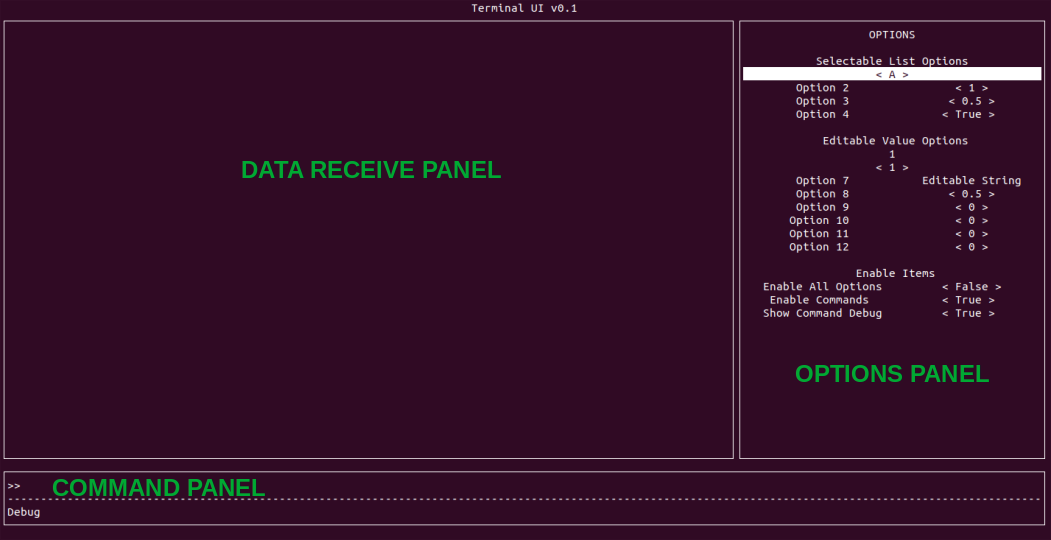 Terminal UI v0.1
DATA RECEIVE PANEL
OPTIONS
Selectable List Options
< A >
Option 2 < 1 >
Option 3 < 0.5 >
Option 4 < True >
Editable Value Options
1
< 1 >
Option 7 Editable String
Option 8 < 0.5 >
Option 9 < 0 >
Option 10 < 0 >
Option 11 < 0 >
Option 12 < 0 >
Enable Items
Enable All Options < False >
Enable Commands < True >
Show Command Debug < True >
OPTIONS PANEL
>> COMMAND PANEL
Debug